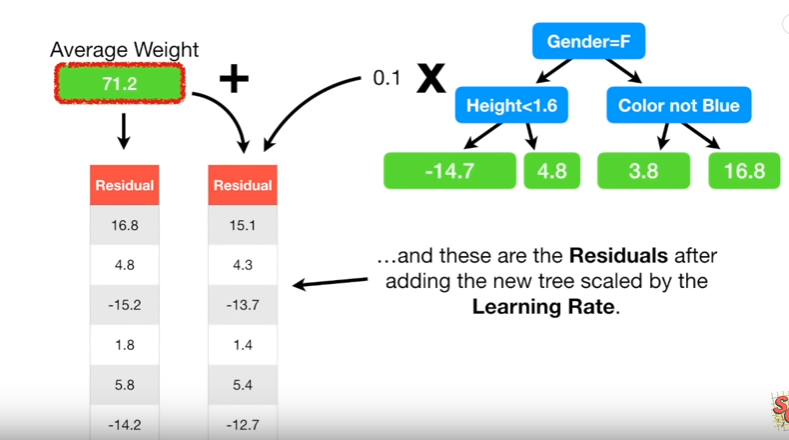 Average Weight
71.2
+
0.1 X
Gender=F
Height<1.6
Color not Blue
-14.7
4.8
3.8
16.8
Residual Residual
16.8 15.1
4.8 4.3
-15.2 -13.7
1.8 1.4
5.8 5.4
-14.2 -12.7
…and these are the Residuals after
adding the new tree scaled by the
Learning Rate.